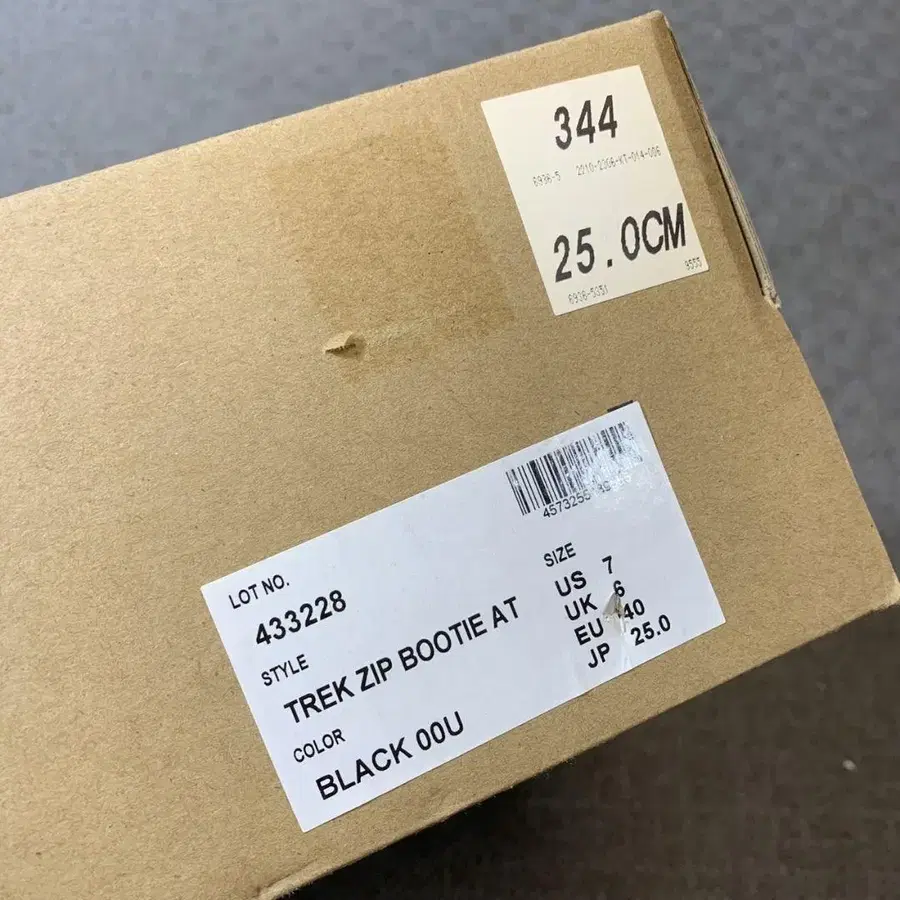 344
25.0CM
LOT NO.
433228
STYLE
TREK ZIP BOOTIE AT
COLOR
BLACK 00U
4573255
SIZE
US 7
UK 6
EU 40
JP 25.0